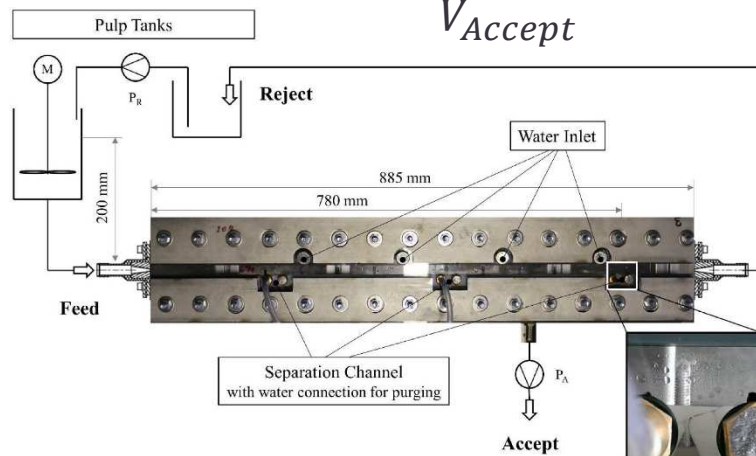 V_Accept
Pulp Tanks
M
P_R
Reject
Water Inlet
885 mm
780 mm
200 mm
Feed
Separation Channel
with water connection for purging
P_A
Accept